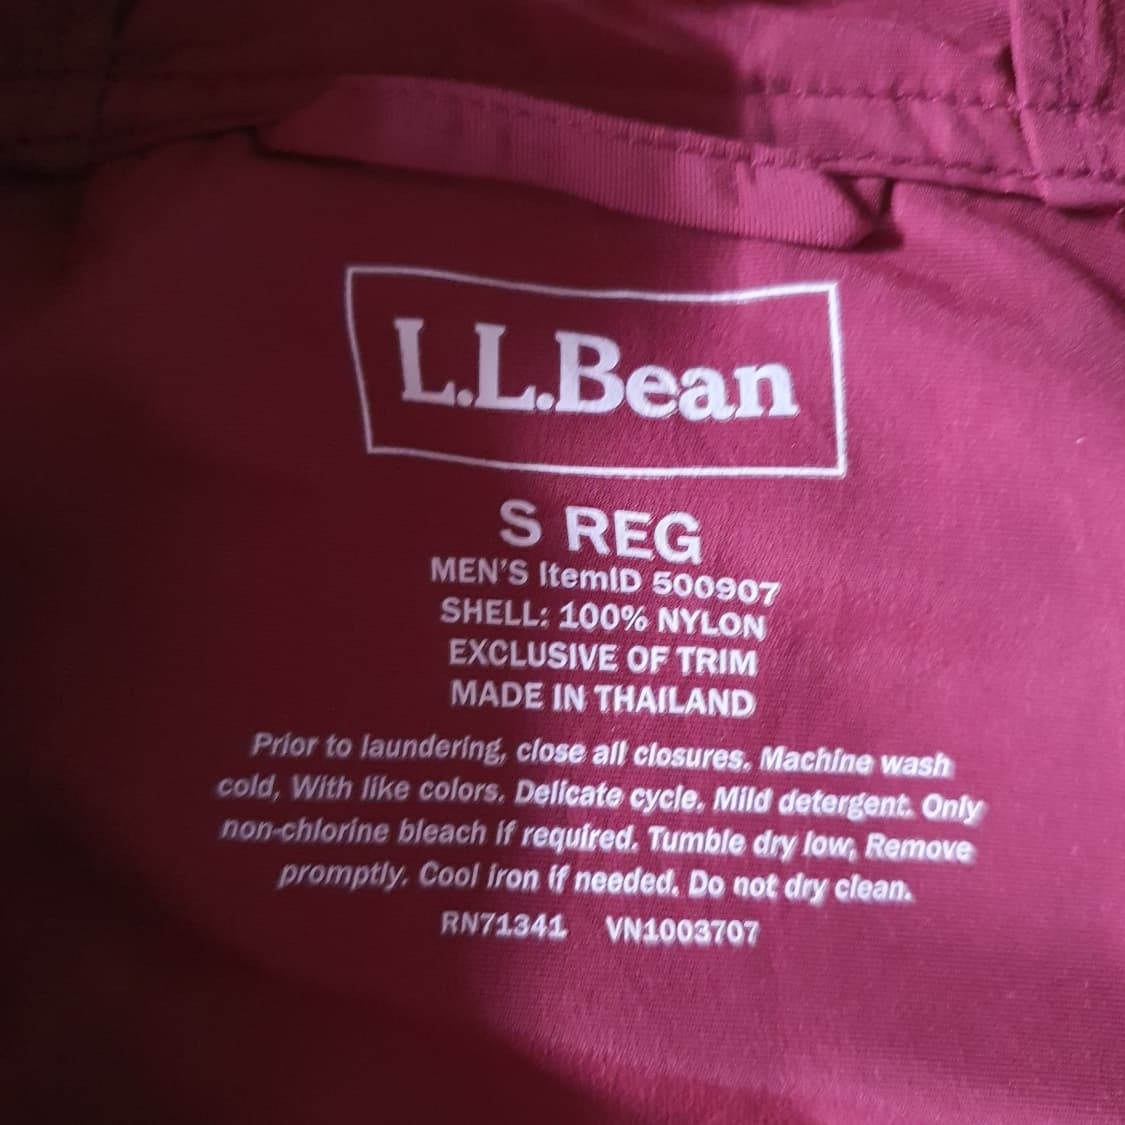 L.L.Bean
S REG
MEN'S ItemID 500907
SHELL: 100% NYLON
EXCLUSIVE OF TRIM
MADE IN THAILAND
Prior to laundering, close all closures. Machine wash
cold, With like colors. Delicate cycle. Mild detergent. Only
non-chlorine bleach if required. Tumble dry low, Remove
promptly. Cool iron if needed. Do not dry clean.
RN71341 VN1003707